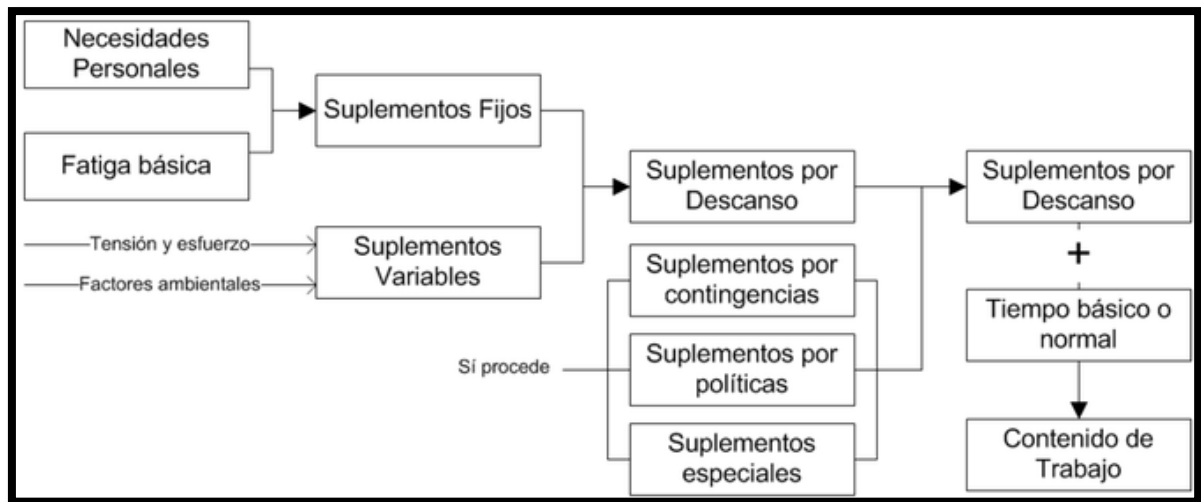 Necesidades
Personales
Fatiga básica
Tensión y esfuerzo
Factores ambientales
Suplementos Fijos
Suplementos
Variables
Suplementos por
Descanso
Suplementos por
contingencias
Sí procede
Suplementos por
políticas
Suplementos
especiales
Suplementos por
Descanso
+
Tiempo básico o
normal
Contenido de
Trabajo